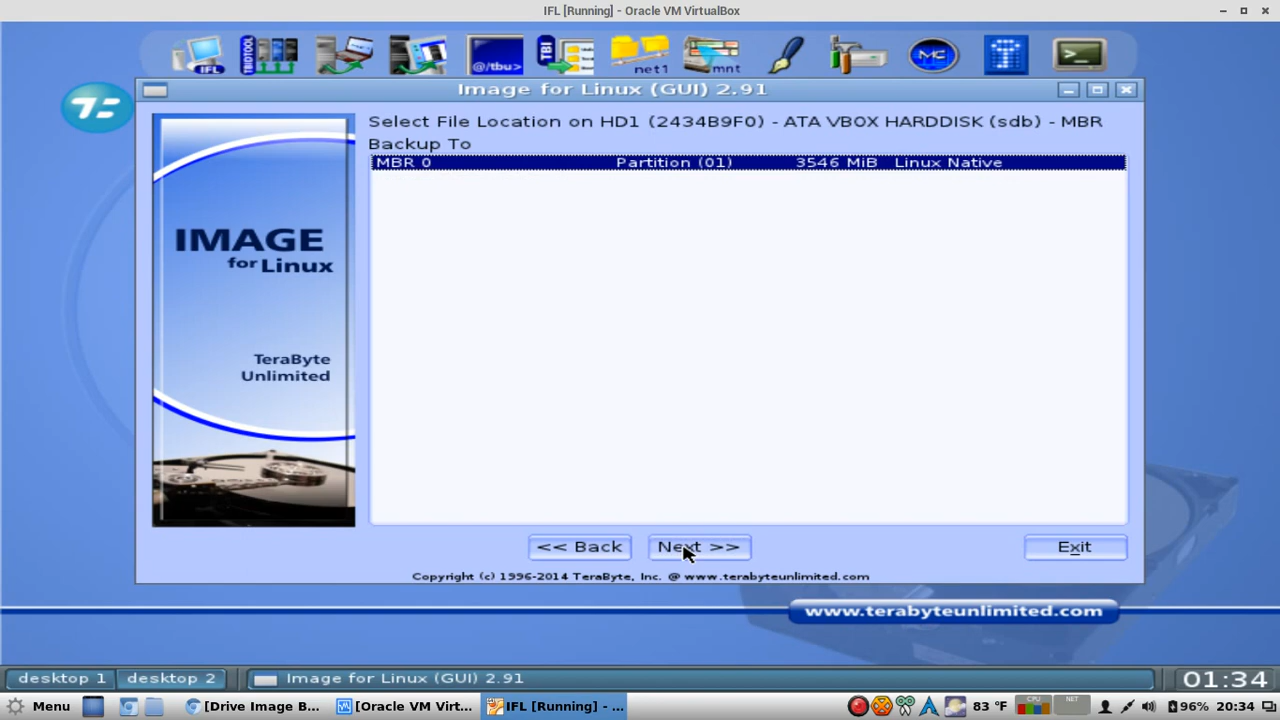 IFL [Running] - Oracle VM VirtualBox
IFL
TBIDTOOL
@/tbu>
TBI
net1
mnt
MC
T
>_
Image for Linux (GUI) 2.91
Select File Location on HD1 (2434B9F0) - ATA VBOX HARDDISK (sdb) - MBR
Backup To
MBR 0 Partition (01) 3546 MiB Linux Native
IMAGE
for Linux
TeraByte
Unlimited
<< Back Next >> Exit
Copyright (c) 1996-2014 TeraByte, Inc. @ www.terabyteunlimited.com
www.terabyteunlimited.com
desktop 1 desktop 2 Image for Linux (GUI) 2.91 01:34
Menu [Drive Image B... [Oracle VM Virt... IFL [Running] - ... 83 °F CPU NET 96% 20:34